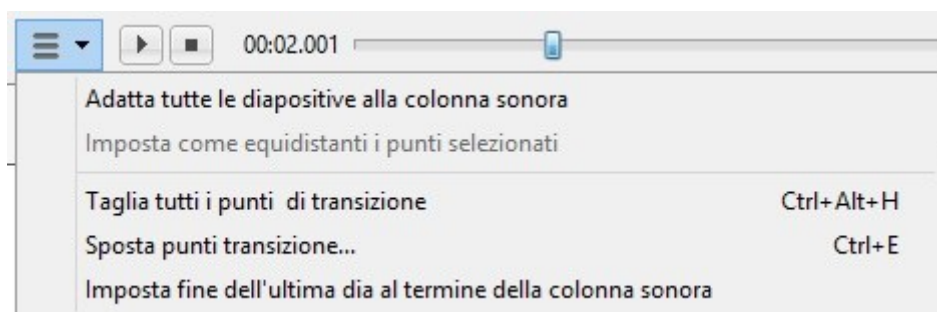 00:02.001
Adatta tutte le diapositive alla colonna sonora
Imposta come equidistanti i punti selezionati
Taglia tutti i punti  di transizione Ctrl+Alt+H
Sposta punti transizione... Ctrl+E
Imposta fine dell'ultima dia al termine della colonna sonora